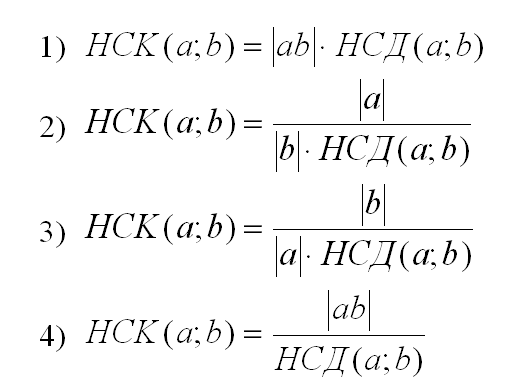 1) НСК(a;b) = |ab| · НСД(a;b)
2) НСК(a;b) = |a| / (|b| · НСД(a;b))
3) НСК(a;b) = |b| / (|a| · НСД(a;b))
4) НСК(a;b) = |ab| / НСД(a;b)